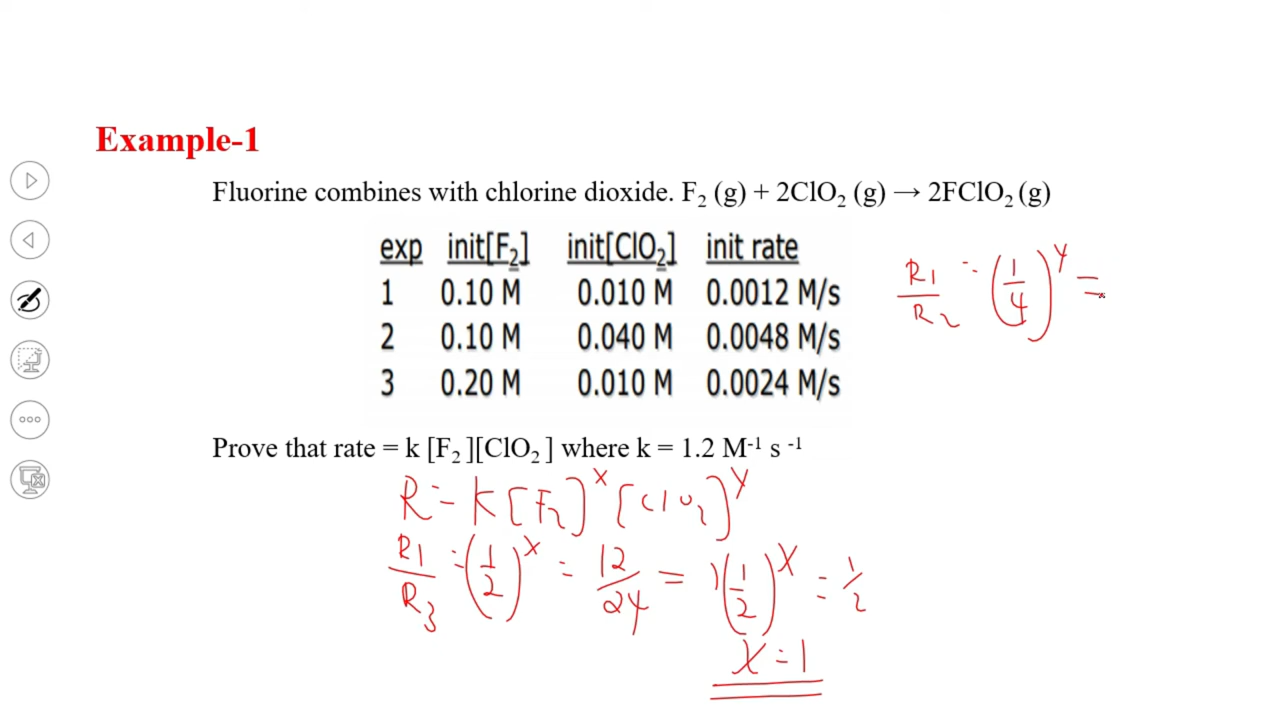 Example-1
Fluorine combines with chlorine dioxide. F₂ (g) + 2ClO₂ (g) → 2FClO₂ (g)
exp init[F₂] init[ClO₂] init rate
1 0.10 M 0.010 M 0.0012 M/s
2 0.10 M 0.040 M 0.0048 M/s
3 0.20 M 0.010 M 0.0024 M/s
R1/R2 = (1/4)^y =
Prove that rate = k [F₂][ClO₂] where k = 1.2 M⁻¹ s ⁻¹
R = K [F₂]^x [ClO₂]^y
R1/R3 = (1/2)^x = 12/24 = (1/2)^x = 1/2
x = 1